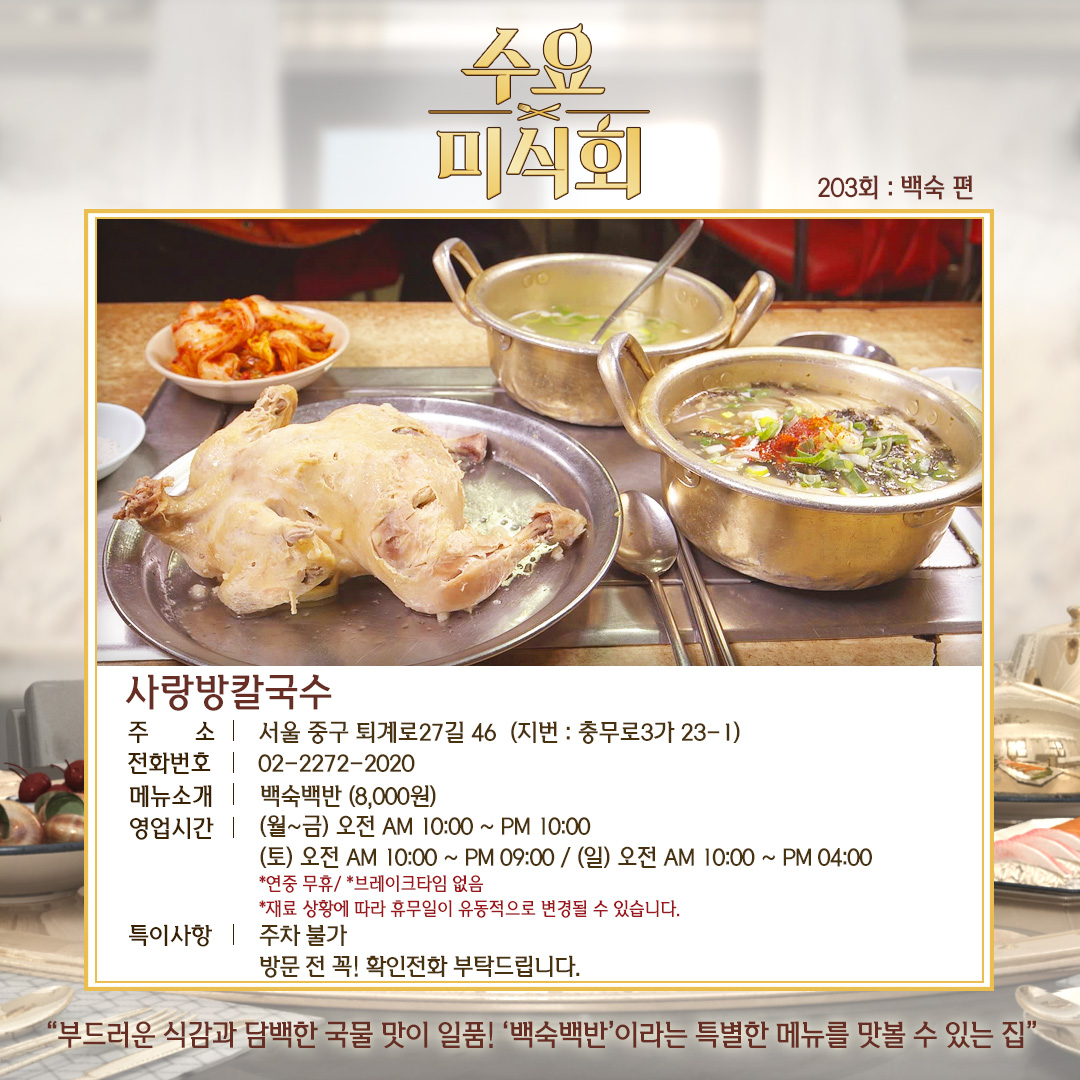 수요
미식회
203회 : 백숙 편
사랑방칼국수
주 소 | 서울 중구 퇴계로27길 46 (지번 : 충무로3가 23-1)
전화번호 | 02-2272-2020
메뉴소개 | 백숙백반 (8,000원)
영업시간 | (월~금) 오전 AM 10:00 ~ PM 10:00
(토) 오전 AM 10:00 ~ PM 09:00 / (일) 오전 AM 10:00 ~ PM 04:00
*연중 무휴/ *브레이크타임 없음
*재료 상황에 따라 휴무일이 유동적으로 변경될 수 있습니다.
특이사항 | 주차 불가
방문 전 꼭! 확인전화 부탁드립니다.
“부드러운 식감과 담백한 국물 맛이 일품! ‘백숙백반’이라는 특별한 메뉴를 맛볼 수 있는 집”